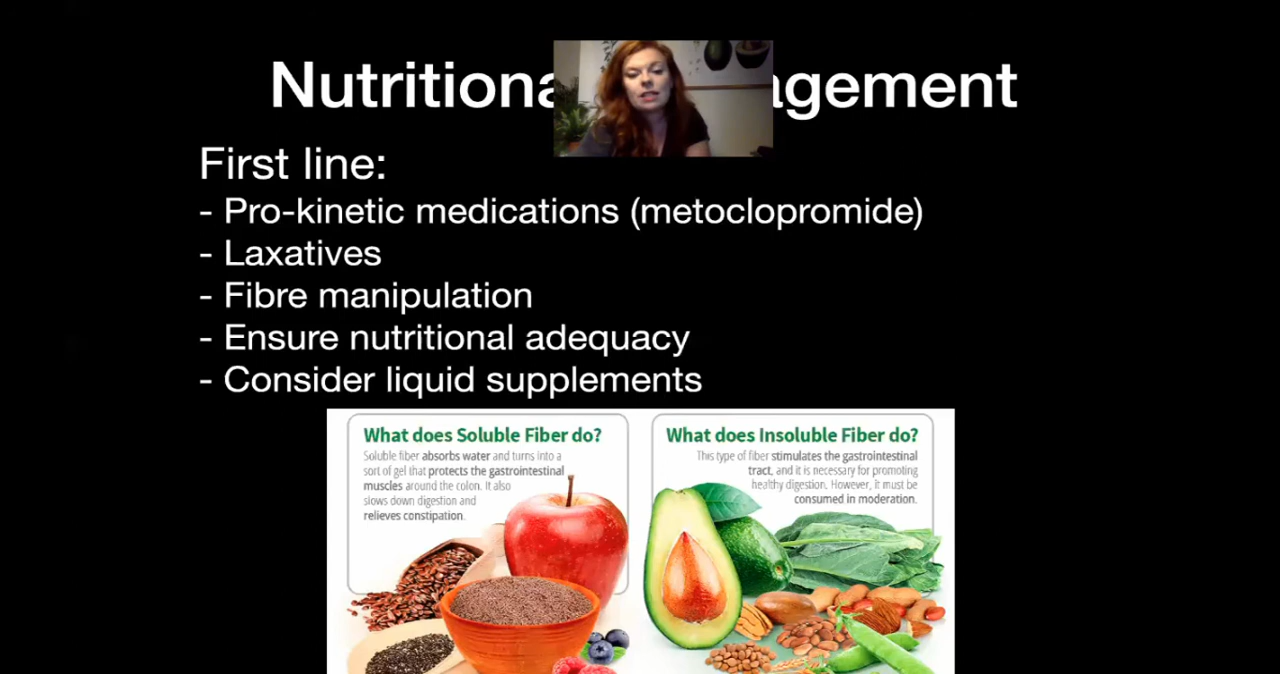 Nutritiona agement
First line:
- Pro-kinetic medications (metoclopromide)
- Laxatives
- Fibre manipulation
- Ensure nutritional adequacy
- Consider liquid supplements
What does Soluble Fiber do?
Soluble fiber absorbs water and turns into a
sort of gel that protects the gastrointestinal
muscles around the colon. It also
slows down digestion and
relieves constipation.
What does Insoluble Fiber do?
This type of fiber stimulates the gastrointestinal
tract, and it is necessary for promoting
healthy digestion. However, it must be
consumed in moderation.